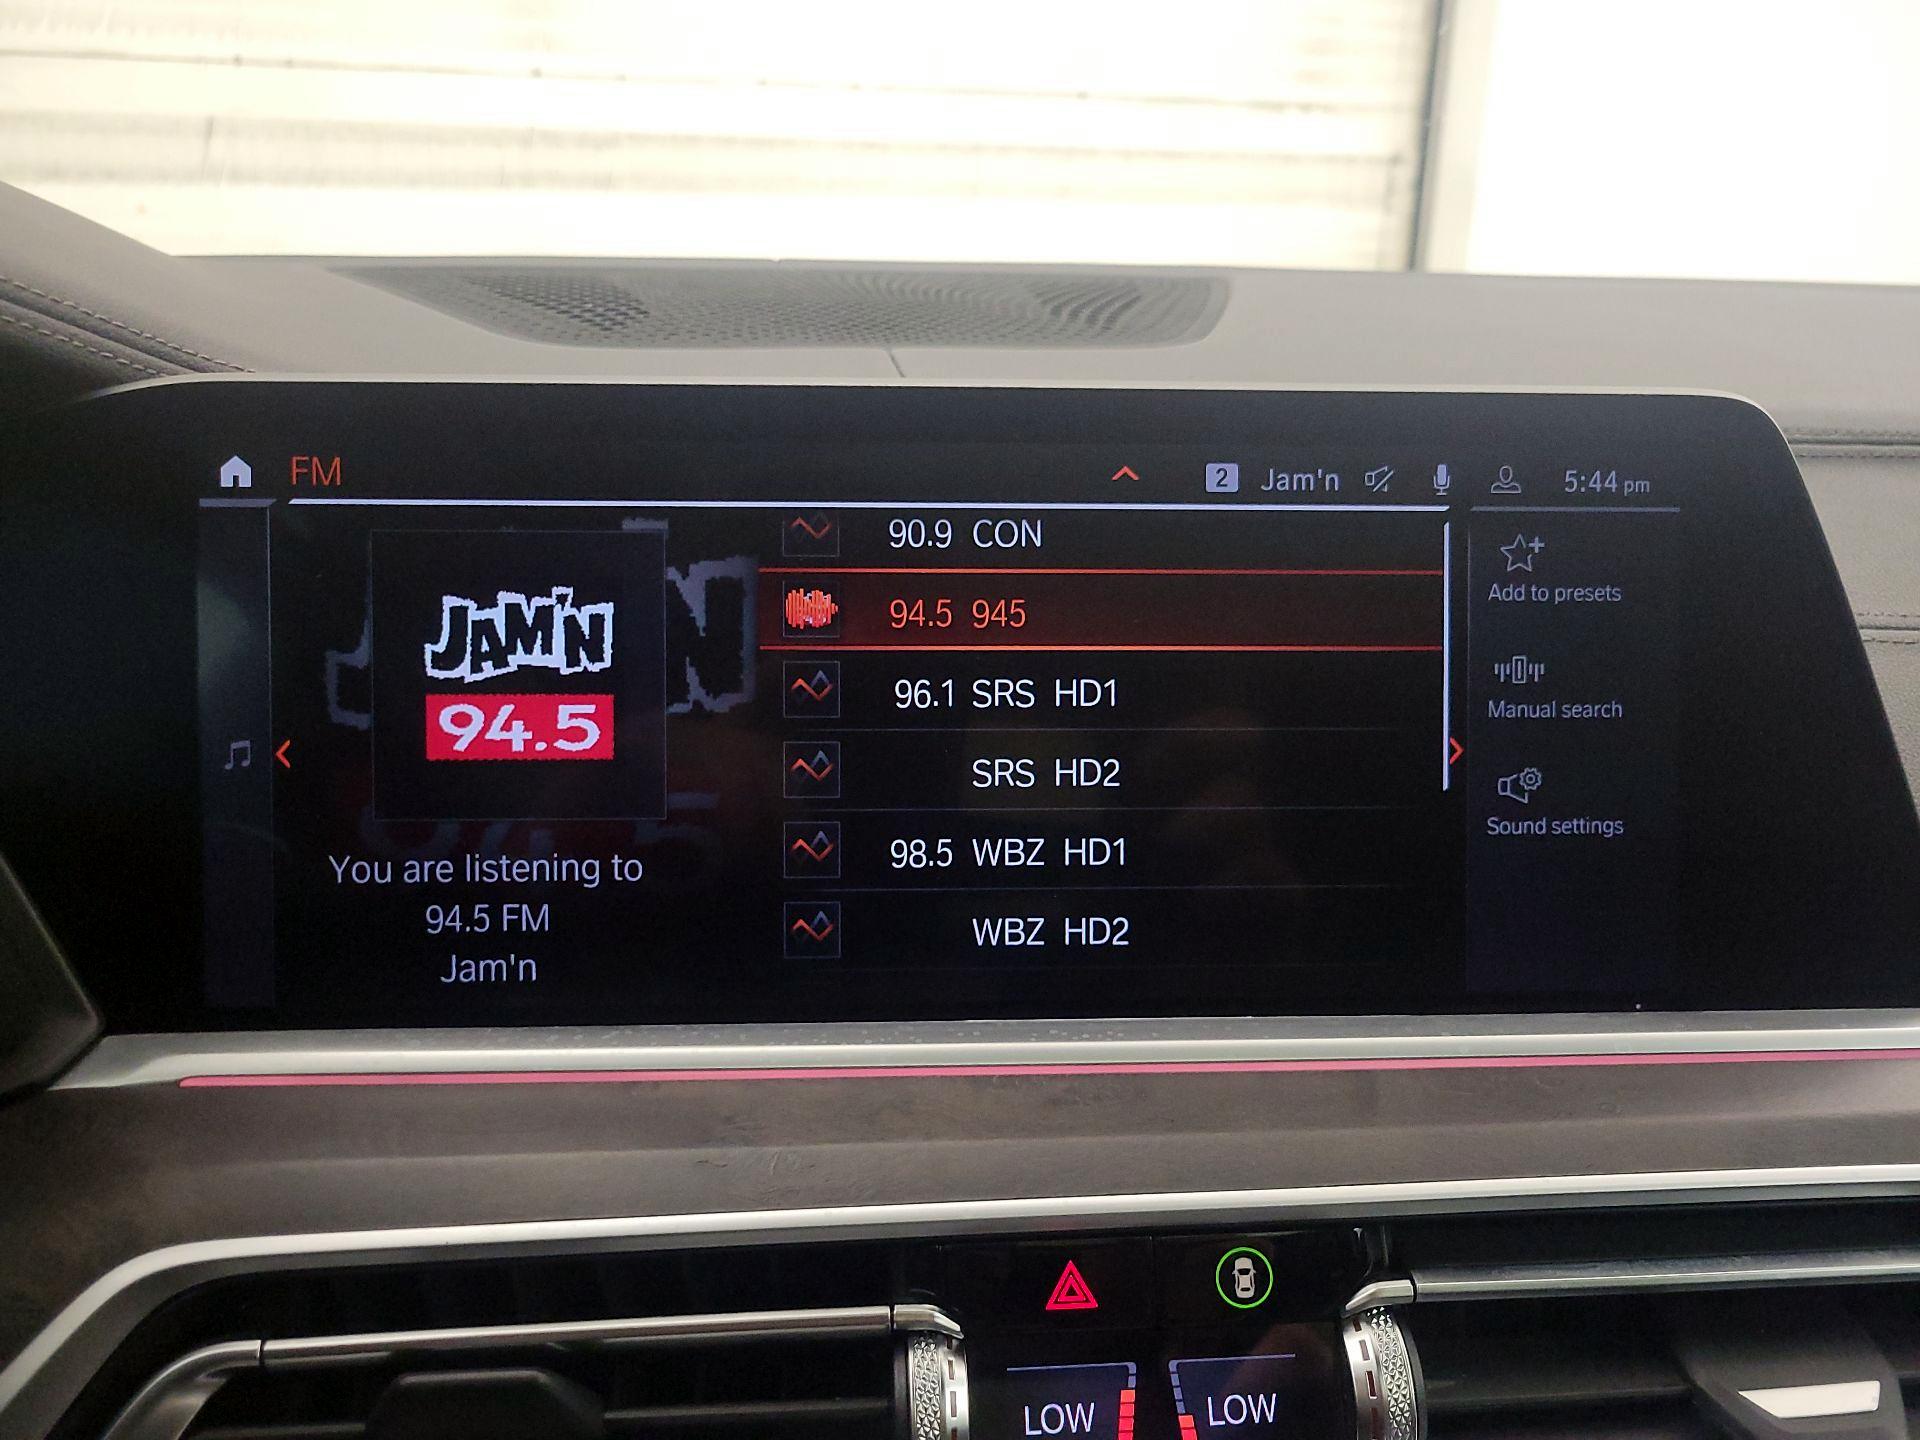 FM
2 Jam'n 5:44 pm
JAM'N
94.5
You are listening to
94.5 FM
Jam'n
90.9 CON
94.5 945
96.1 SRS HD1
SRS HD2
98.5 WBZ HD1
WBZ HD2
Add to presets
Manual search
Sound settings
LOW LOW